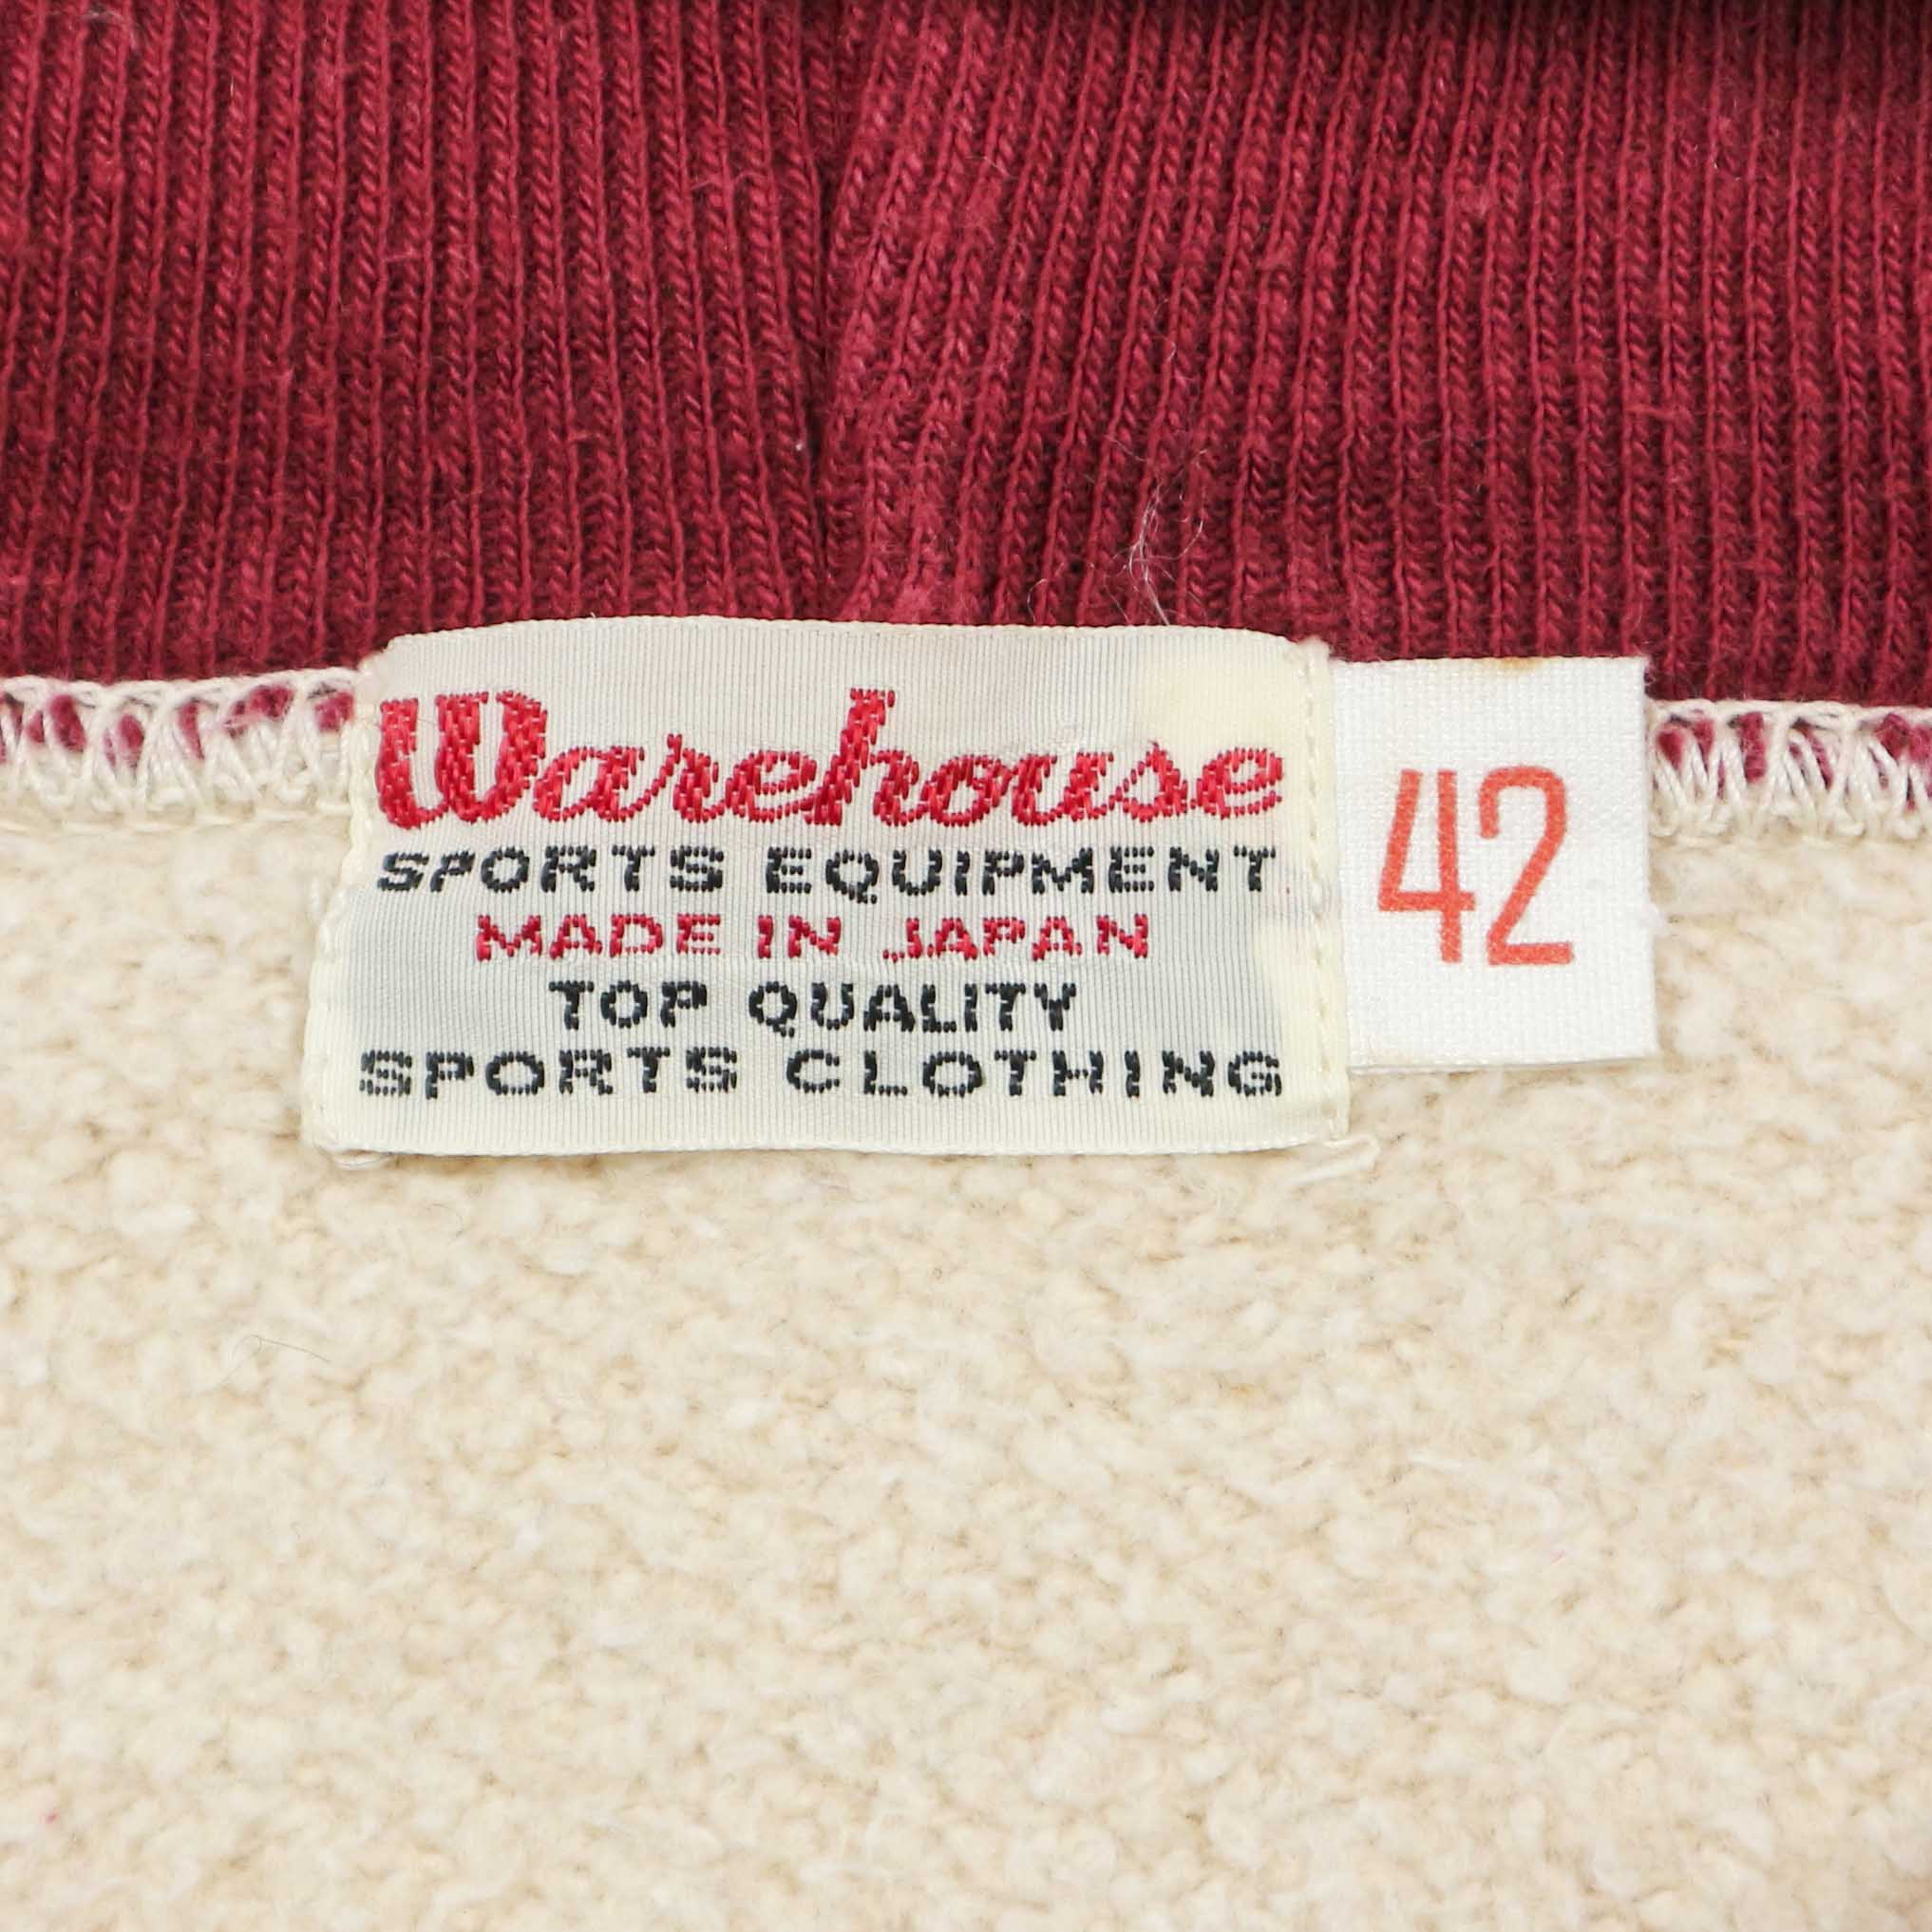 Warehouse
SPORTS EQUIPMENT
MADE IN JAPAN
TOP QUALITY
SPORTS CLOTHING
42